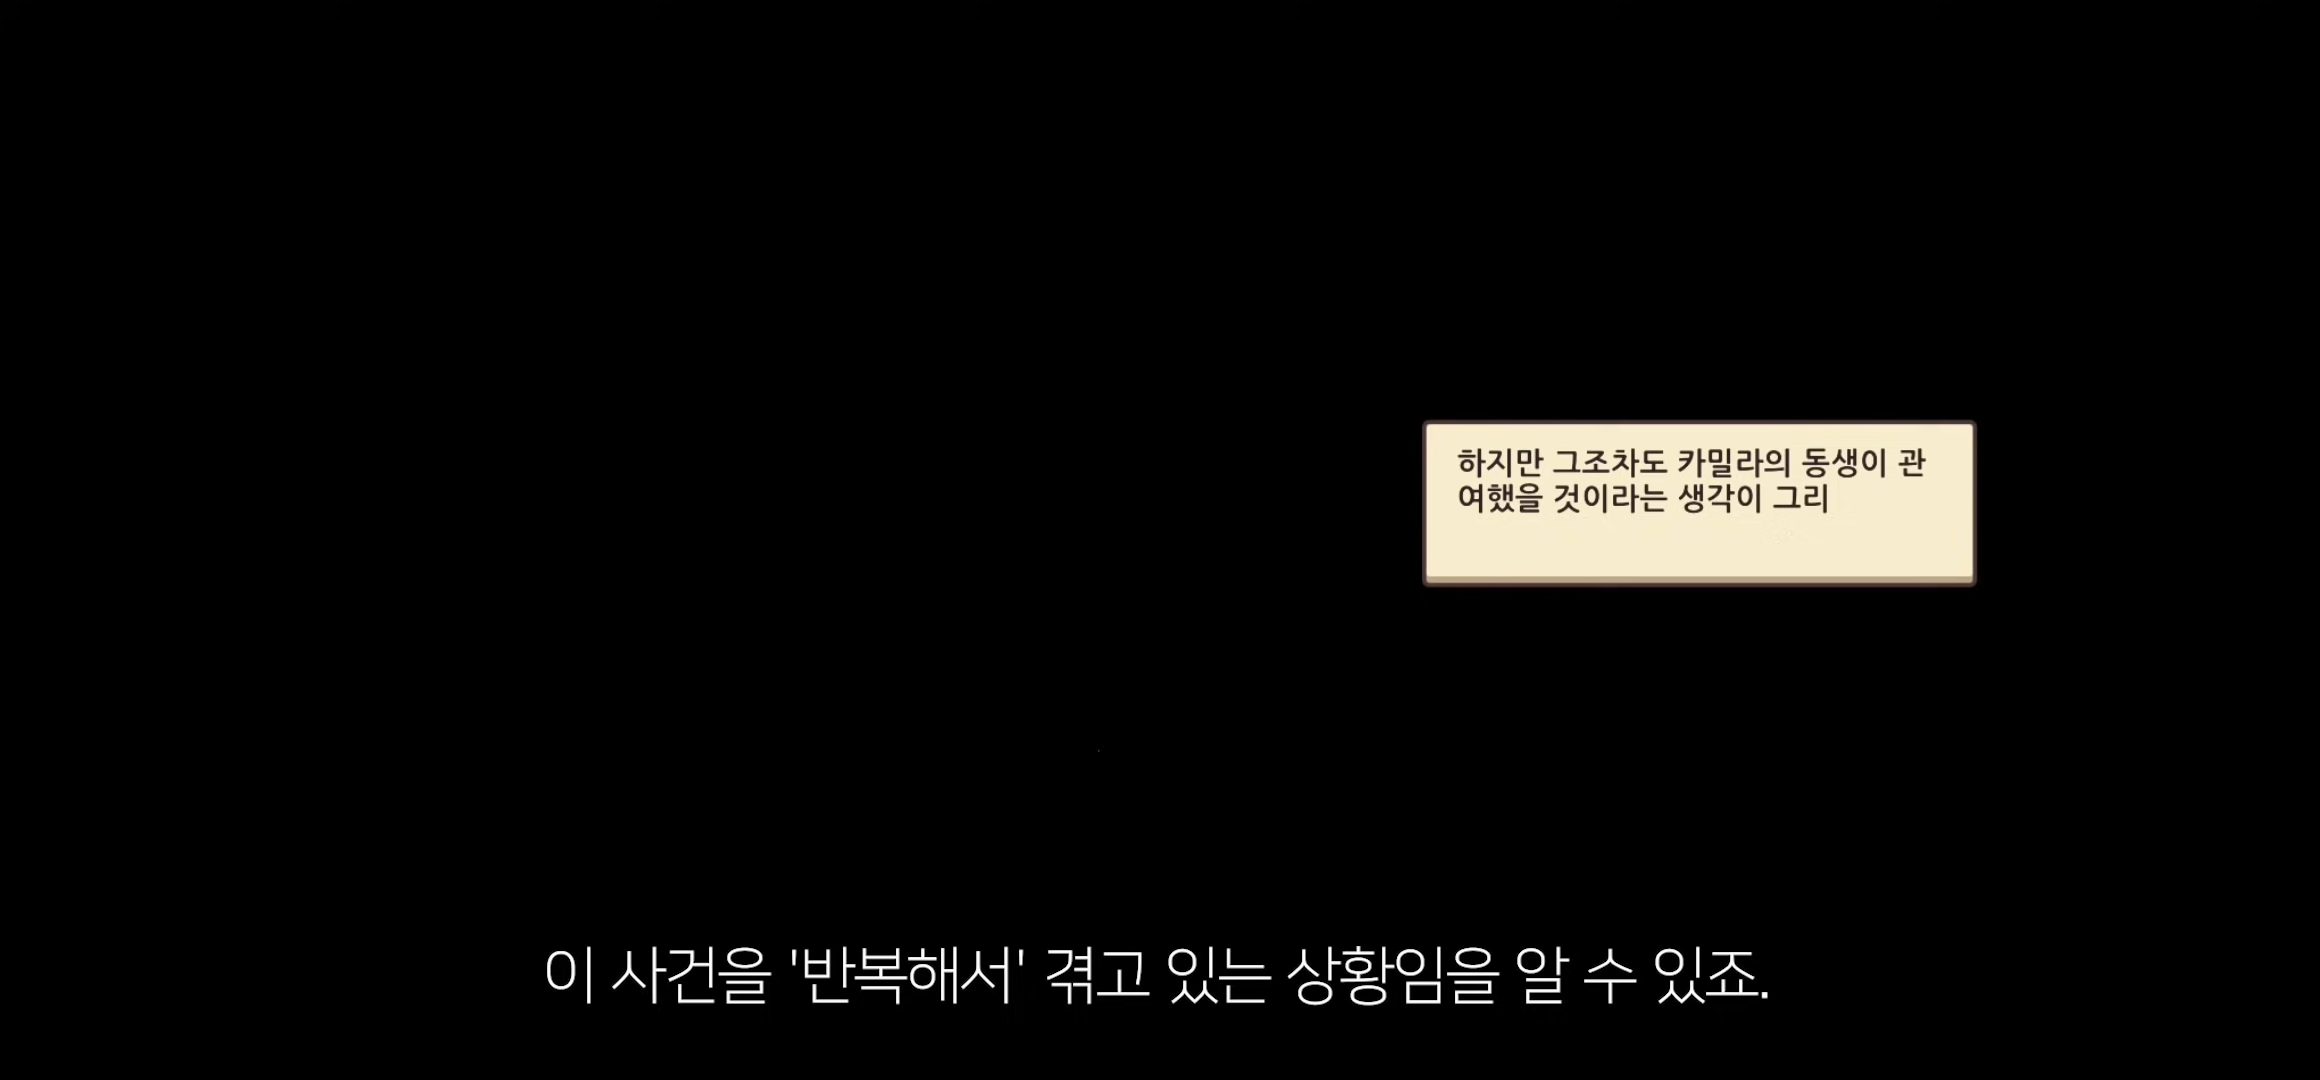 하지만 그조차도 카밀라의 동생이 관
여했을 것이라는 생각이 그리
이 사건을 '반복해서' 겪고 있는 상황임을 알 수 있죠.